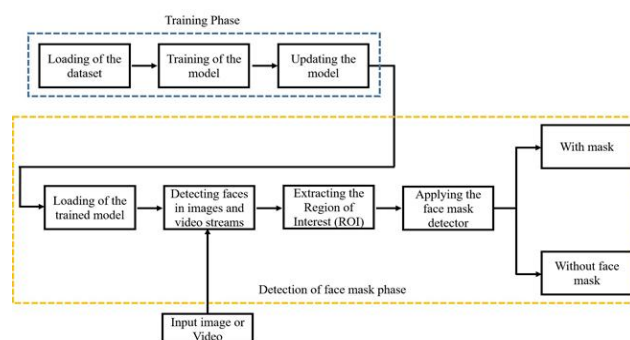 Training Phase
Loading of the
dataset
Training of the
model
Updating the
model
Loading of the
trained model
Detecting faces
in images and
video streams
Extracting the
Region of
Interest (ROI)
Applying the
face mask
detector
With mask
Without face
mask
Detection of face mask phase
Input image or
Video